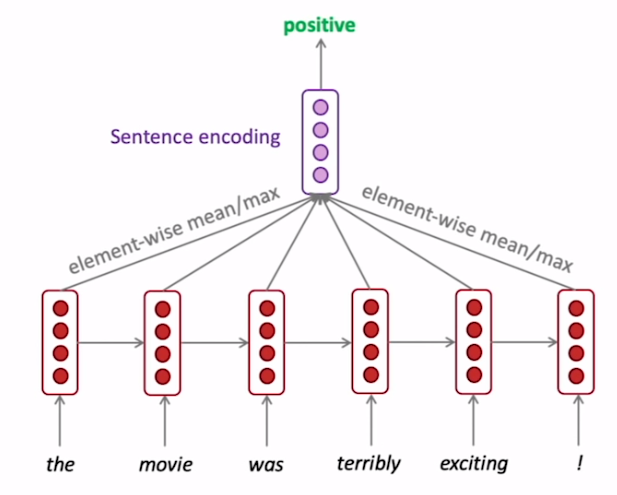 positive
Sentence encoding
element-wise mean/max
element-wise mean/max
the movie was terribly exciting !